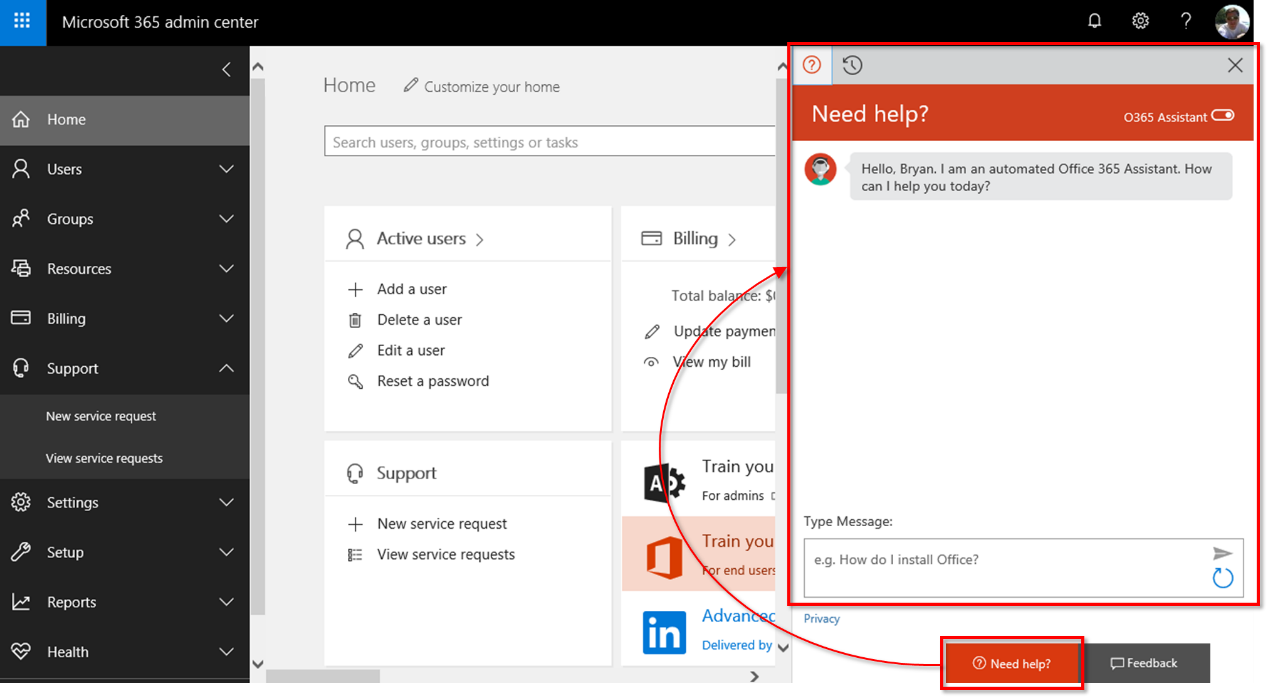 Microsoft 365 admin center
Home
Users
Groups
Resources
Billing
Support
New service request
View service requests
Settings
Setup
Reports
Health
Home
Customize your home
Search users, groups, settings or tasks
Active users
Add a user
Delete a user
Edit a user
Reset a password
Billing
Total balance: $
Update paymen
View my bill
Support
New service request
View service requests
Train you
For admins
Train you
For end users
Advanced
Delivered by
Need help?
O365 Assistant
Hello, Bryan. I am an automated Office 365 Assistant. How
can I help you today?
Type Message:
e.g. How do I install Office?
Privacy
Need help?
Feedback